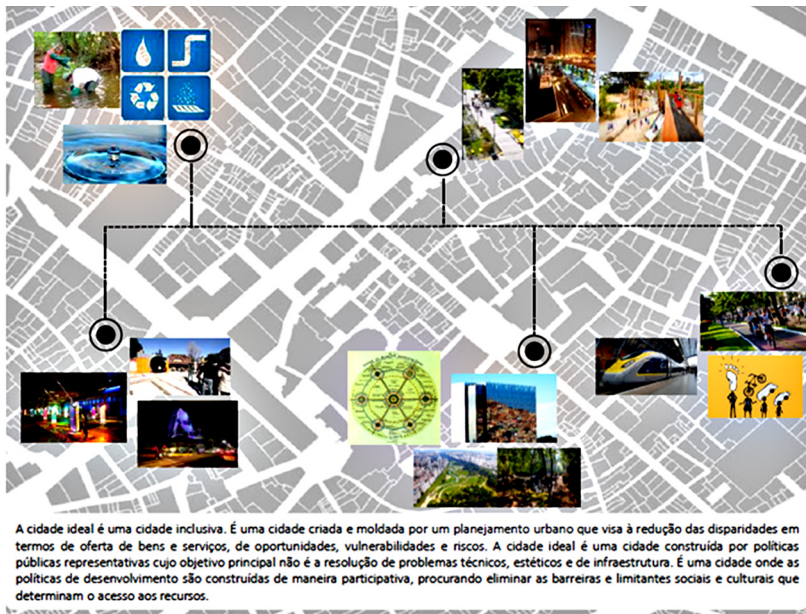 A cidade ideal é uma cidade inclusiva. É uma cidade criada e moldada por um planejamento urbano que visa à redução das disparidades em
termos de oferta de bens e serviços, de oportunidades, vulnerabilidades e riscos. A cidade ideal é uma cidade construída por políticas
públicas representativas cujo objetivo principal não é a resolução de problemas técnicos, estéticos e de infraestrutura. É uma cidade onde as
políticas de desenvolvimento são construídas de maneira participativa, procurando eliminar as barreiras e limitantes sociais e culturais que
determinam o acesso aos recursos.